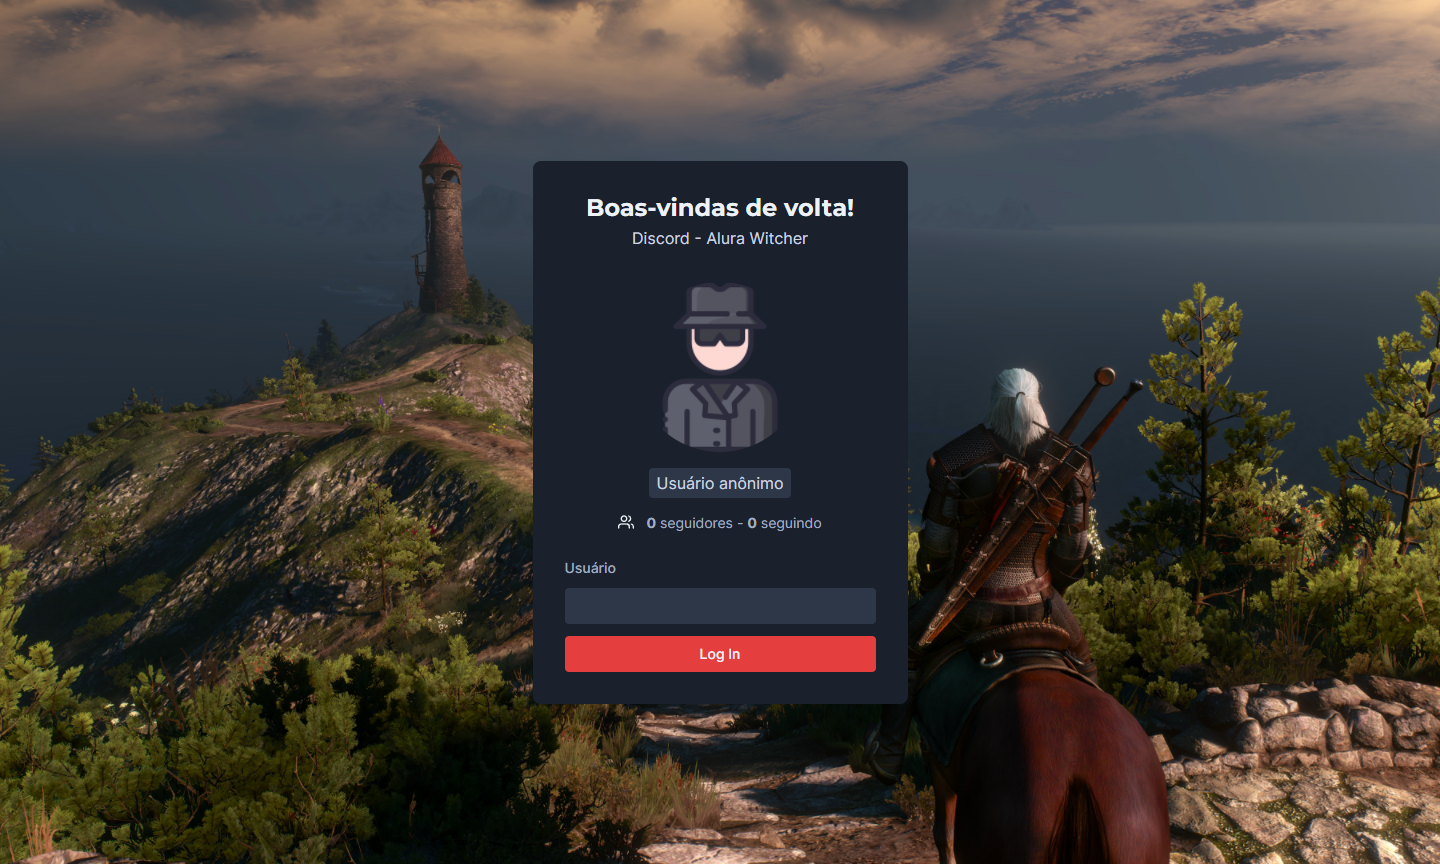 Boas-vindas de volta!
Discord - Alura Witcher
Usuário anônimo
0 seguidores - 0 seguindo
Usuário
Log In